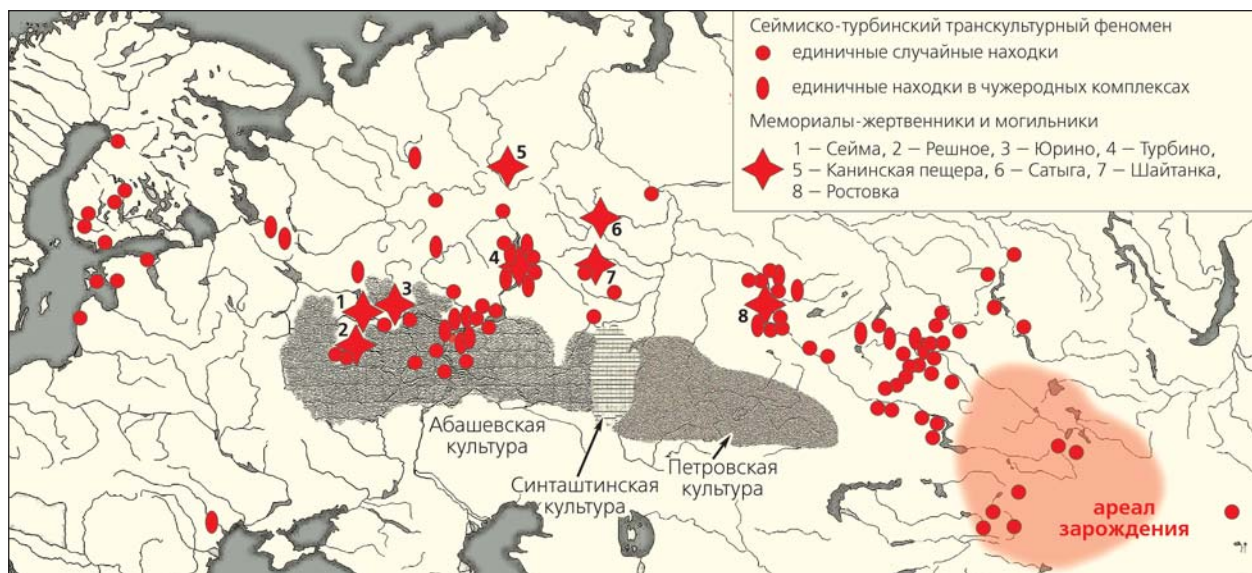 Сеймиско-турбинский транскультурный феномен
единичные случайные находки
единичные находки в чужеродных комплексах
Мемориалы-жертвенники и могильники
1 – Сейма, 2 – Решное, 3 – Юрино, 4 – Турбино,
5 – Канинская пещера, 6 – Сатыга, 7 – Шайтанка,
8 – Ростовка
5
6
4
7
3
1
8
2
Абашевская
культура
Синташтинская
культура
Петровская
культура
ареал
зарождения